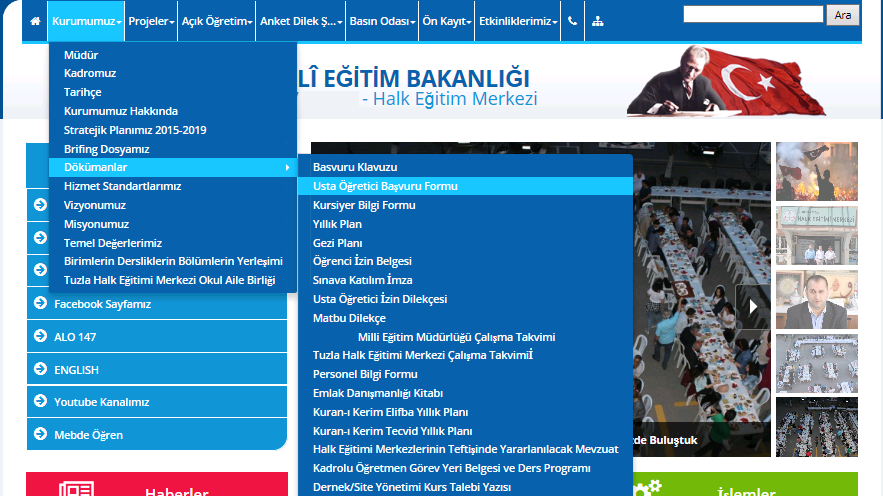 Kurumumuz
Projeler
Açık Öğretim
Anket Dilek Ş...
Basın Odası
Ön Kayıt
Etkinliklerimiz
Ara
LÎ EĞİTİM BAKANLIĞI
- Halk Eğitim Merkezi
Müdür
Kadromuz
Tarihçe
Kurumumuz Hakkında
Stratejik Planımız 2015-2019
Brifing Dosyamız
Dökümanlar
Hizmet Standartlarımız
Vizyonumuz
Misyonumuz
Temel Değerlerimiz
Birimlerin Dersliklerin Bölümlerin Yerleşimi
Tuzla Halk Eğitimi Merkezi Okul Aile Birliği
Basvuru Klavuzu
Usta Öğretici Başvuru Formu
Kursiyer Bilgi Formu
Yıllık Plan
Gezi Planı
Öğrenci İzin Belgesi
Sınava Katılım İmza
Usta Öğretici İzin Dilekçesi
Matbu Dilekçe
Milli Eğitim Müdürlüğü Çalışma Takvimi
Tuzla Halk Eğitimi Merkezi Çalışma Takvimiİ
Personel Bilgi Formu
Emlak Danışmanlığı Kitabı
Kuran-ı Kerim Elifba Yıllık Planı
Kuran-ı Kerim Tecvid Yıllık Planı
Halk Eğitimi Merkezlerinin Teftişinde Yararlanılacak Mevzuat
Kadrolu Öğretmen Görev Yeri Belgesi ve Ders Programı
Dernek/Site Yönetimi Kurs Talebi Yazısı
Facebook Sayfamız
ALO 147
ENGLISH
Youtube Kanalımız
Mebde Öğren
zde Buluştuk
HALK EĞİTİM MERKEZİ
Haberler
İşlemler